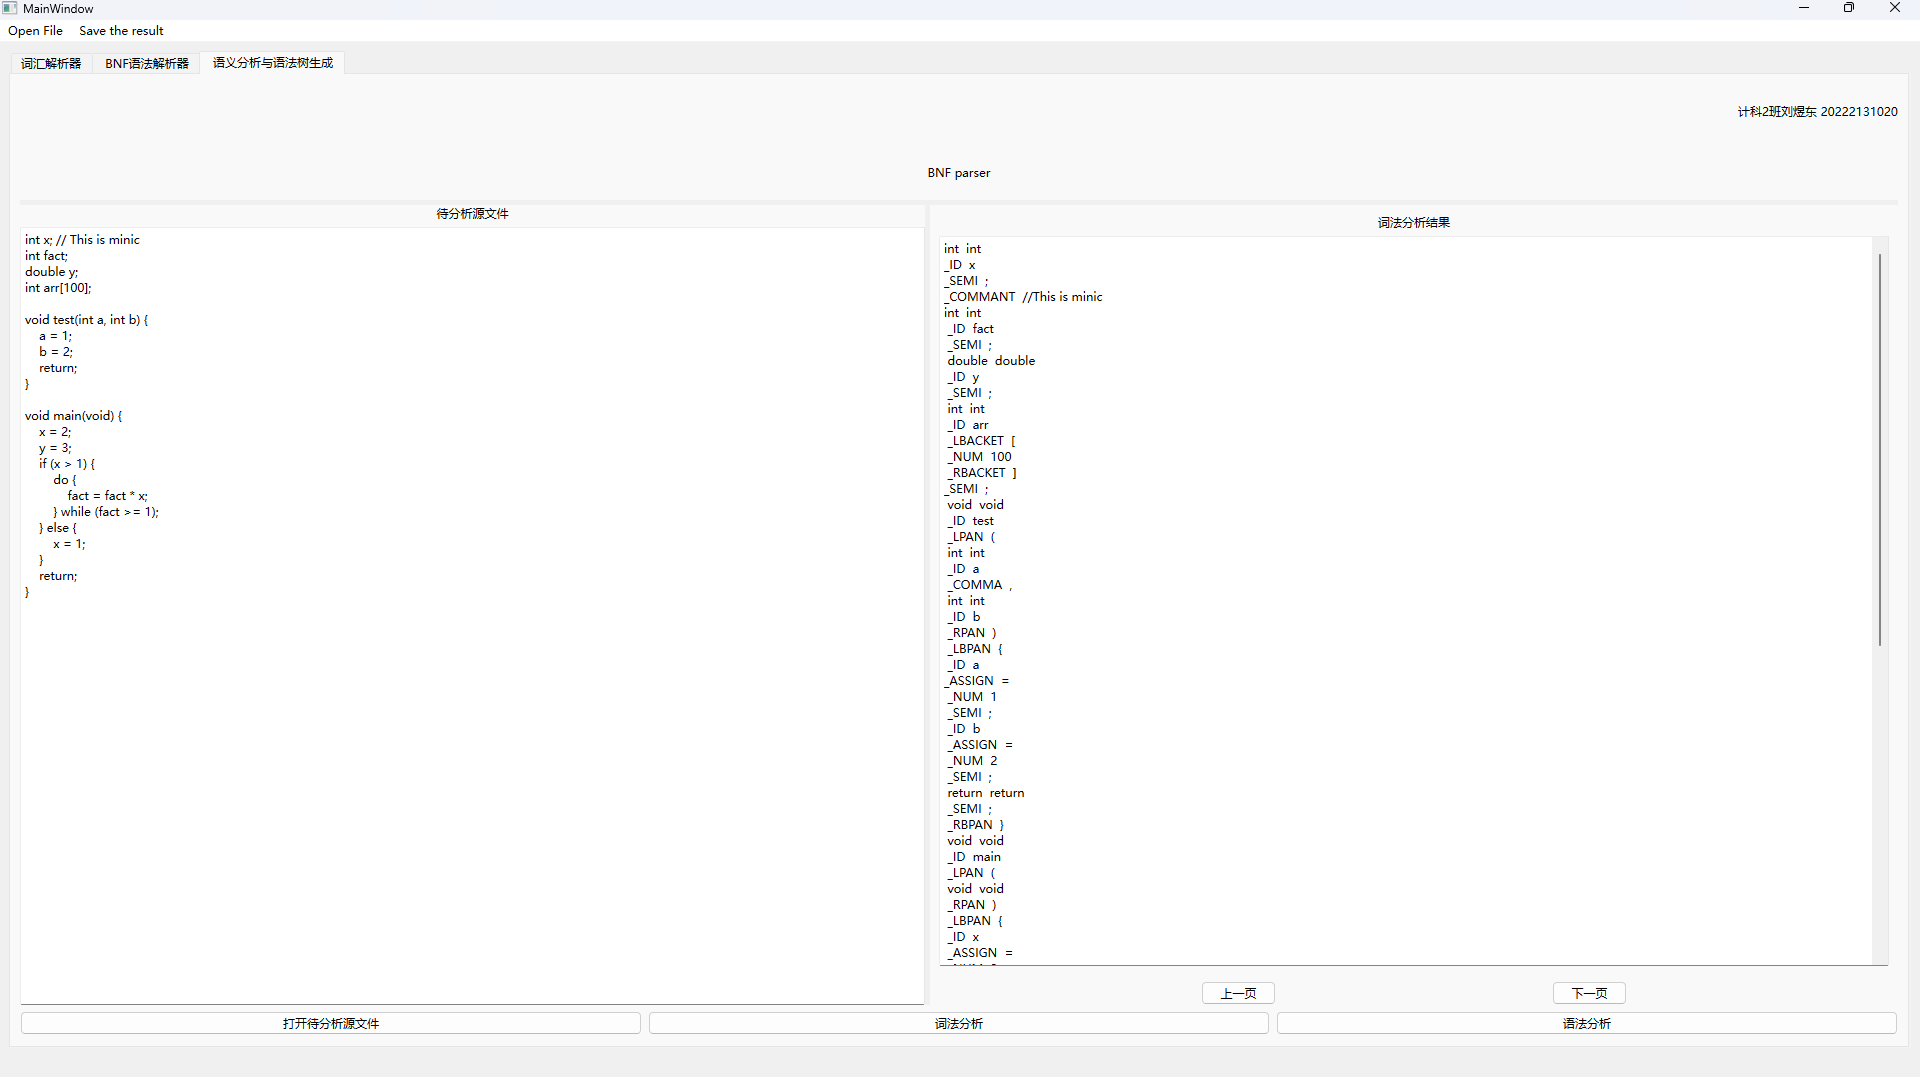 MainWindow
Open File Save the result
词汇解析器 BNF语法解析器 语义分析与语法树生成
计科2班刘煜东 20222131020
BNF parser
待分析源文件
int x; // This is minic
int fact;
double y;
int arr[100];
void test(int a, int b) {
a = 1;
b = 2;
return;
}
void main(void) {
x = 2;
y = 3;
if (x > 1) {
do {
fact = fact * x;
} while (fact >= 1);
} else {
x = 1;
}
return;
}
词法分析结果
int int
_ID x
_SEMI ;
_COMMANT //This is minic
int int
_ID fact
_SEMI ;
double double
_ID y
_SEMI ;
int int
_ID arr
_LBACKET [
_NUM 100
_RBACKET ]
_SEMI ;
void void
_ID test
_LPAN (
int int
_ID a
_COMMA ,
int int
_ID b
_RPAN )
_LBPAN {
_ID a
_ASSIGN =
_NUM 1
_SEMI ;
_ID b
_ASSIGN =
_NUM 2
_SEMI ;
return return
_SEMI ;
_RBPAN }
void void
_ID main
_LPAN (
void void
_RPAN )
_LBPAN {
_ID x
_ASSIGN =
上一页 下一页
打开待分析源文件 词法分析 语法分析